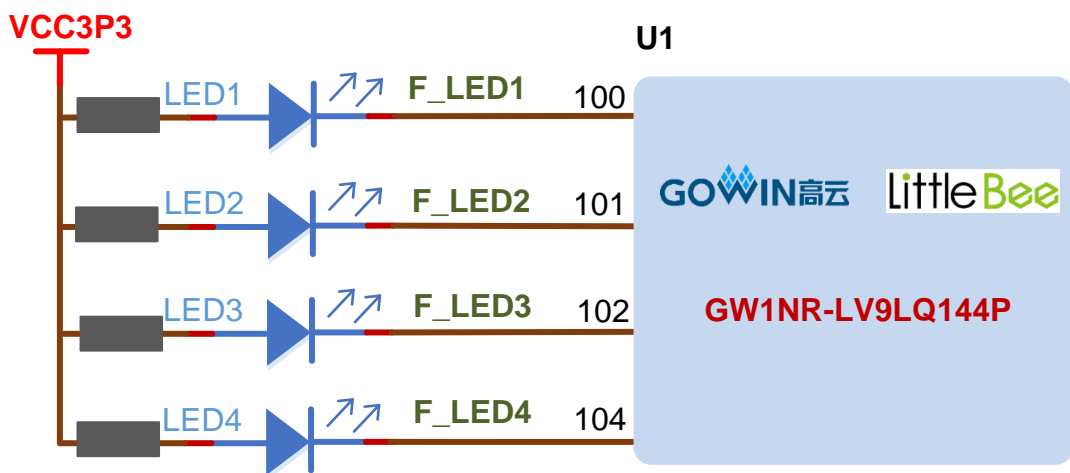 VCC3P3
U1
LED1
F_LED1
100
LED2
F_LED2
101
GOWIN高云
LittleBee
LED3
F_LED3
102
GW1NR-LV9LQ144P
LED4
F_LED4
104